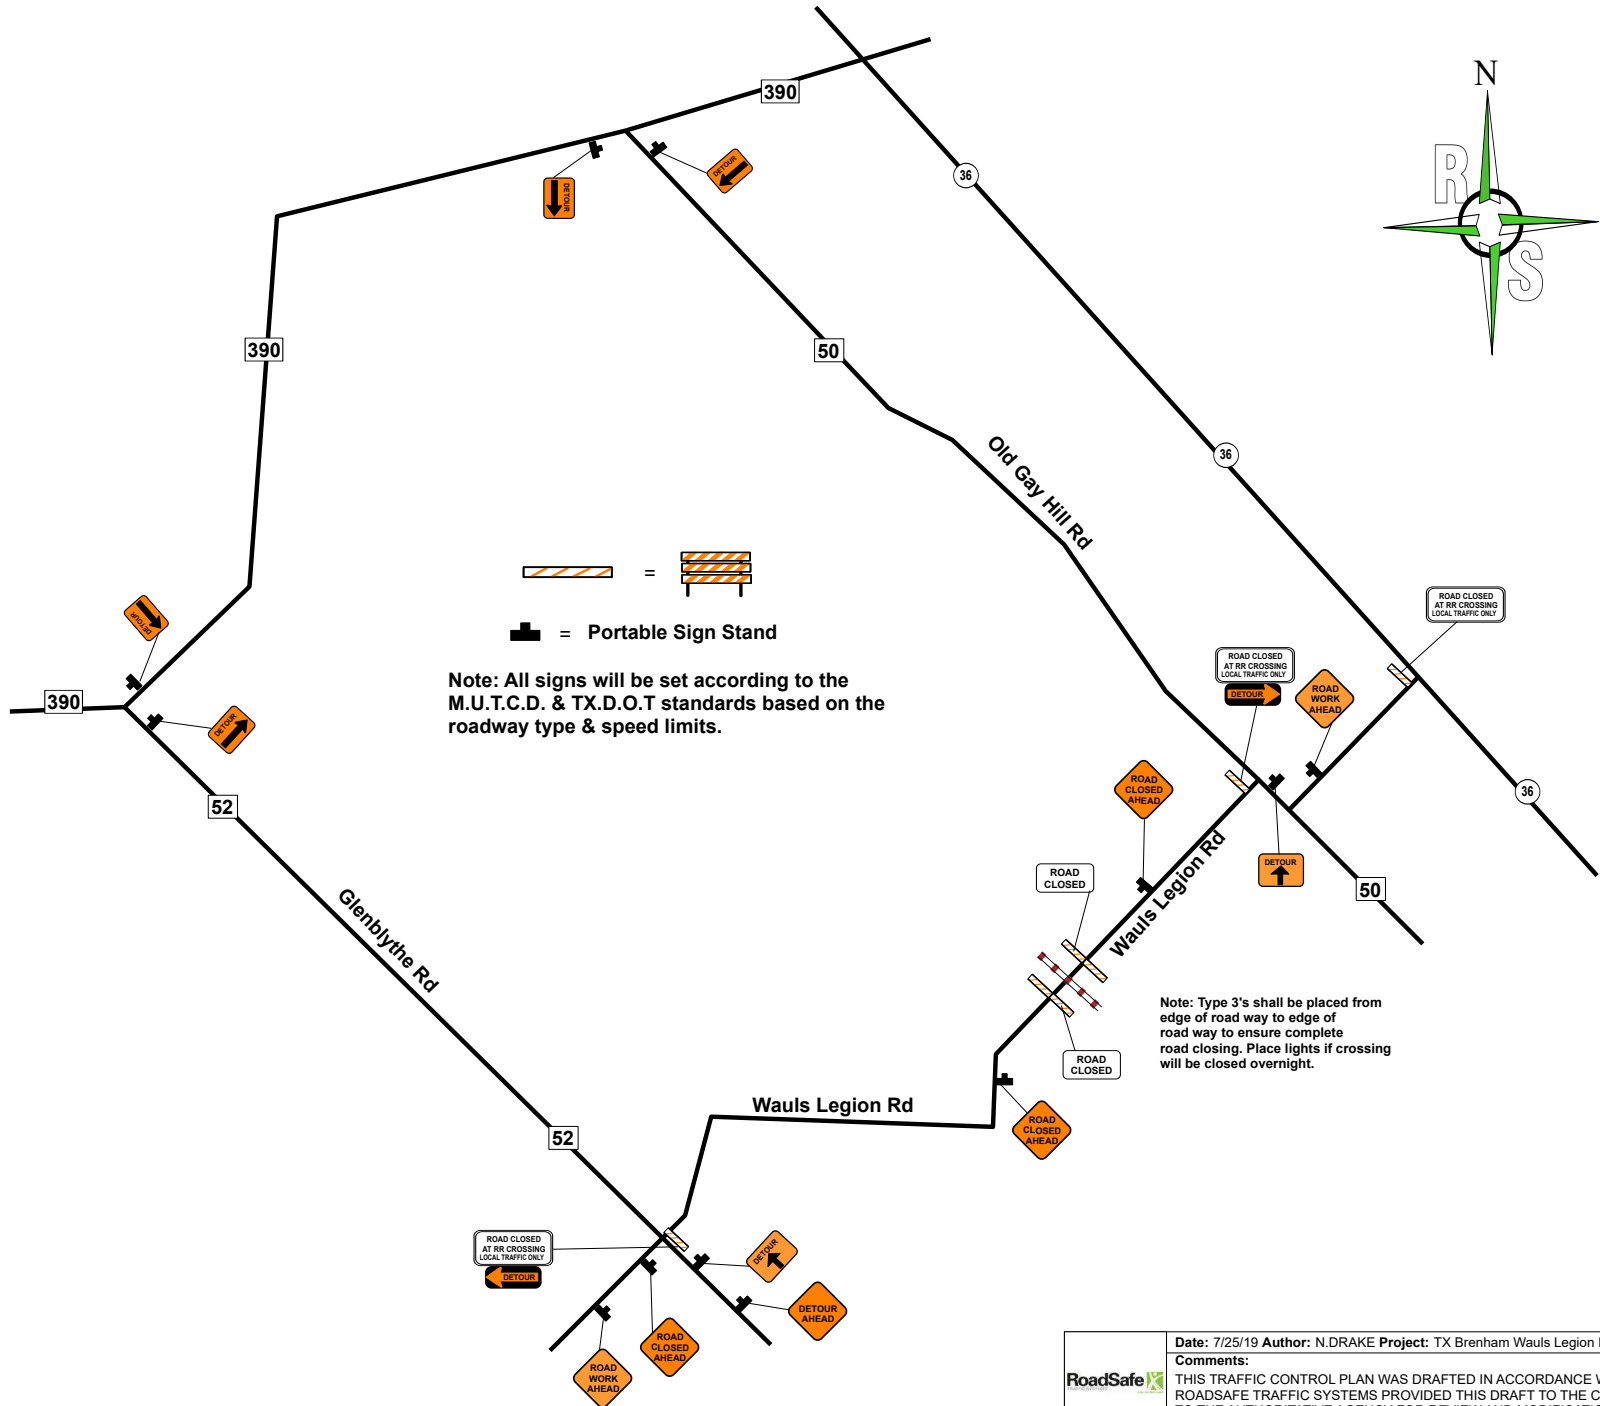 390
N
R
S
DETOUR
DETOUR
36
390
50
Old Gay Hill Rd
36
=
= Portable Sign Stand
Note: All signs will be set according to the
M.U.T.C.D. & TX.D.O.T standards based on the
roadway type & speed limits.
DETOUR
390
DETOUR
52
ROAD CLOSED
AT RR CROSSING
LOCAL TRAFFIC ONLY
ROAD CLOSED
AT RR CROSSING
LOCAL TRAFFIC ONLY
DETOUR
ROAD
WORK
AHEAD
ROAD
CLOSED
AHEAD
36
DETOUR
50
ROAD
CLOSED
Wauls Legion Rd
Glenblythe Rd
Note: Type 3's shall be placed from
edge of road way to edge of
road way to ensure complete
road closing. Place lights if crossing
will be closed overnight.
ROAD
CLOSED
Wauls Legion Rd
ROAD
CLOSED
AHEAD
52
ROAD CLOSED
AT RR CROSSING
LOCAL TRAFFIC ONLY
DETOUR
DETOUR
DETOUR
AHEAD
ROAD
CLOSED
AHEAD
ROAD
WORK
AHEAD
RoadSafe
Date: 7/25/19 Author: N.DRAKE Project: TX Brenham Wauls Legion
Comments:
THIS TRAFFIC CONTROL PLAN WAS DRAFTED IN ACCORDANCE
ROADSAFE TRAFFIC SYSTEMS PROVIDED THIS DRAFT TO THE